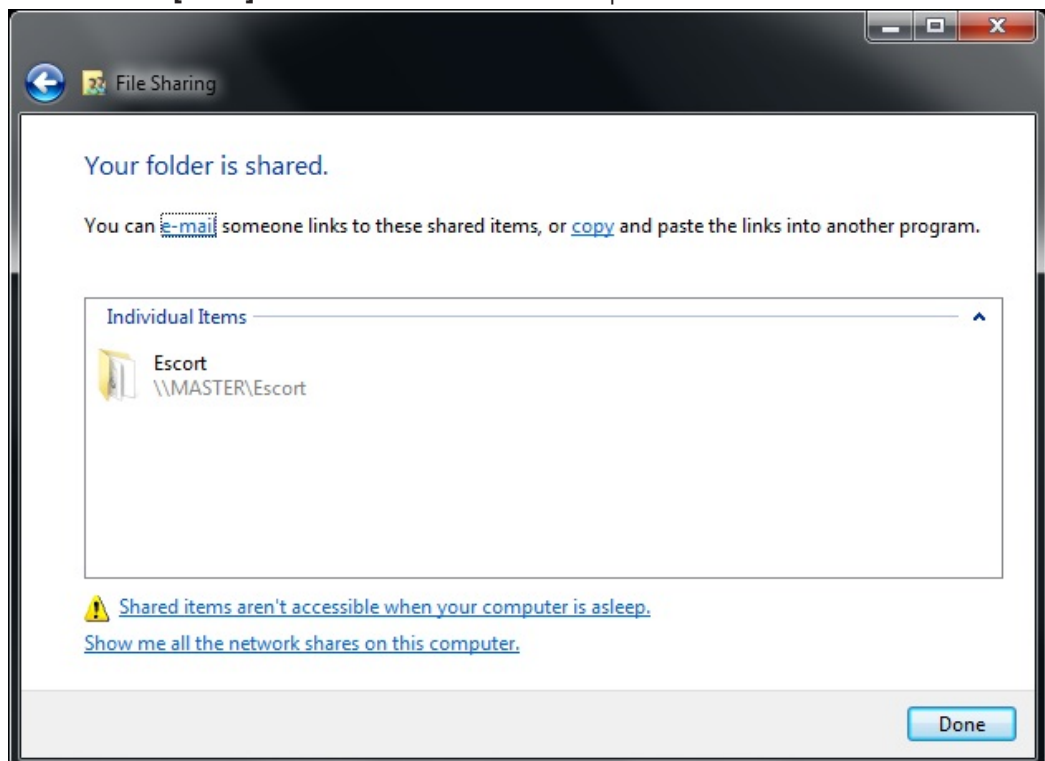 File Sharing
Your folder is shared.
You can e-mail someone links to these shared items, or copy and paste the links into another program.
Individual Items
Escort
\\MASTER\Escort
Shared items aren't accessible when your computer is asleep.
Show me all the network shares on this computer.
Done